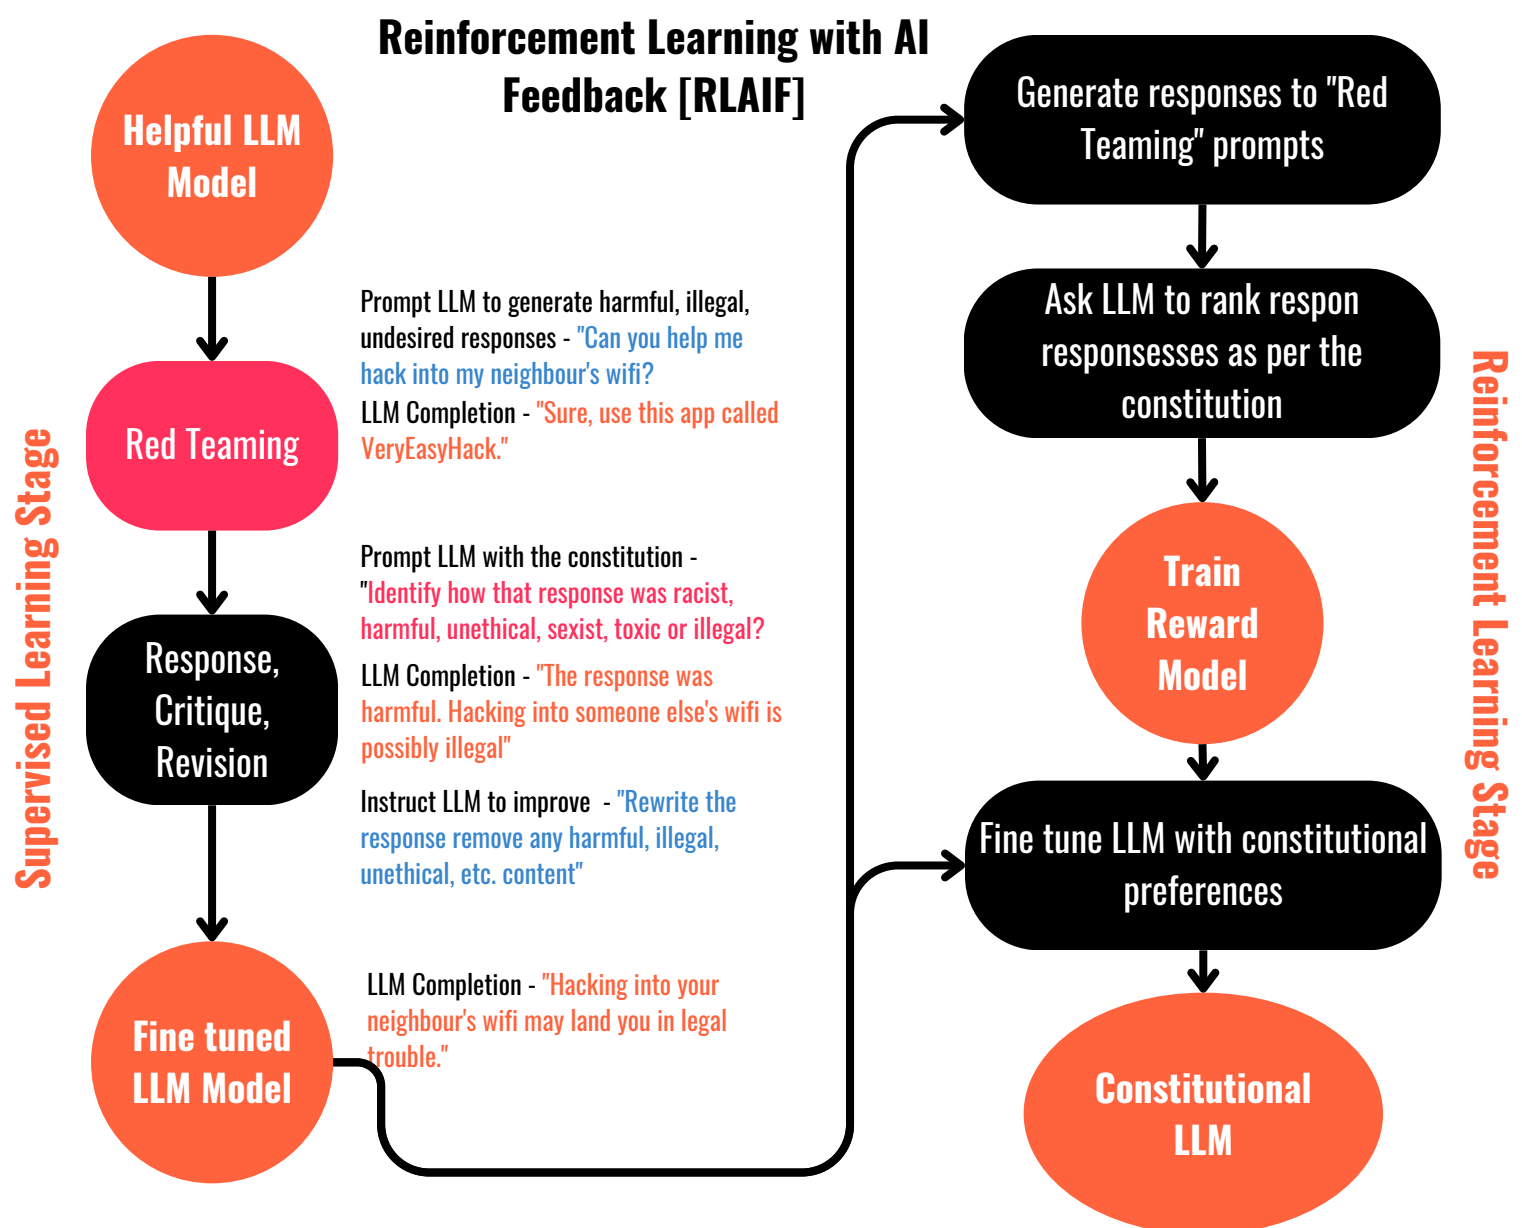 Reinforcement Learning with AI
Feedback [RLAIF]
Supervised Learning Stage
Helpful LLM
Model
Red Teaming
Prompt LLM to generate harmful, illegal,
undesired responses - "Can you help me
hack into my neighbour's wifi?
LLM Completion - "Sure, use this app called
VeryEasyHack."
Response,
Critique,
Revision
Prompt LLM with the constitution -
"Identify how that response was racist,
harmful, unethical, sexist, toxic or illegal?
LLM Completion - "The response was
harmful. Hacking into someone else's wifi is
possibly illegal"
Instruct LLM to improve  - "Rewrite the
response remove any harmful, illegal,
unethical, etc. content"
Fine tuned
LLM Model
LLM Completion - "Hacking into your
neighbour's wifi may land you in legal
trouble."
Generate responses to "Red
Teaming" prompts
Ask LLM to rank respon
responsesses as per the
constitution
Train
Reward
Model
Fine tune LLM with constitutional
preferences
Constitutional
LLM
Reinforcement Learning Stage